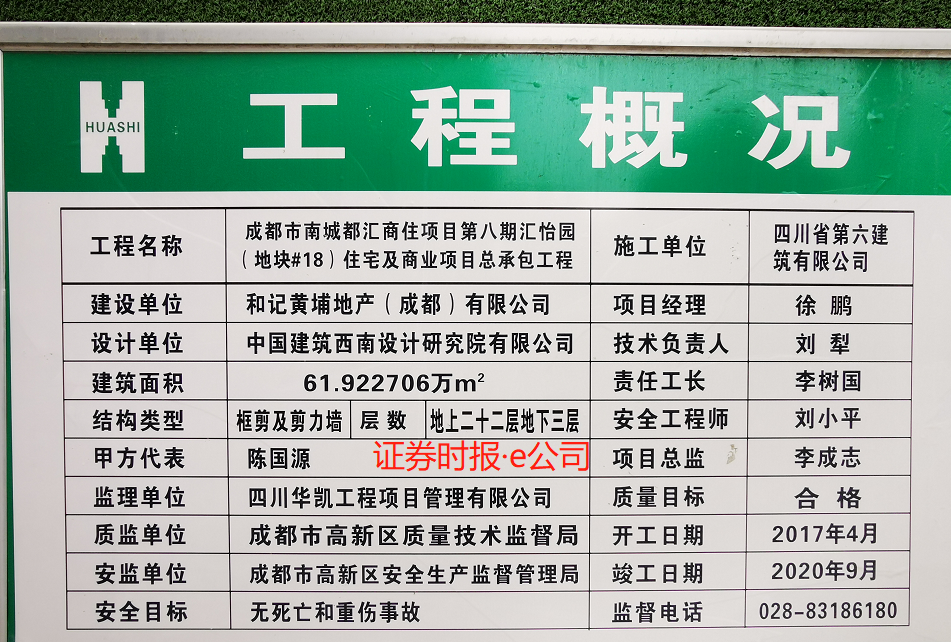 HUASHI
工程概况
工程名称
成都市南城都汇商住项目第八期汇怡园
（地块#18）住宅及商业项目总承包工程
施工单位
四川省第六建
筑有限公司
建设单位 和记黄埔地产（成都）有限公司 项目经理 徐 鹏
设计单位 中国建筑西南设计研究院有限公司 技术负责人 刘 犁
建筑面积 61.922706万m² 责任工长 李树国
结构类型 框剪及剪力墙 层数 地上二十二层地下三层 安全工程师 刘小平
甲方代表 陈国源 项目总监 李成志
证券时报·e公司
监理单位 四川华凯工程项目管理有限公司 质量目标 合 格
质监单位 成都市高新区质量技术监督局 开工日期 2017年4月
安监单位 成都市高新区安全生产监督管理局 竣工日期 2020年9月
安全目标 无死亡和重伤事故 监督电话 028-83186180